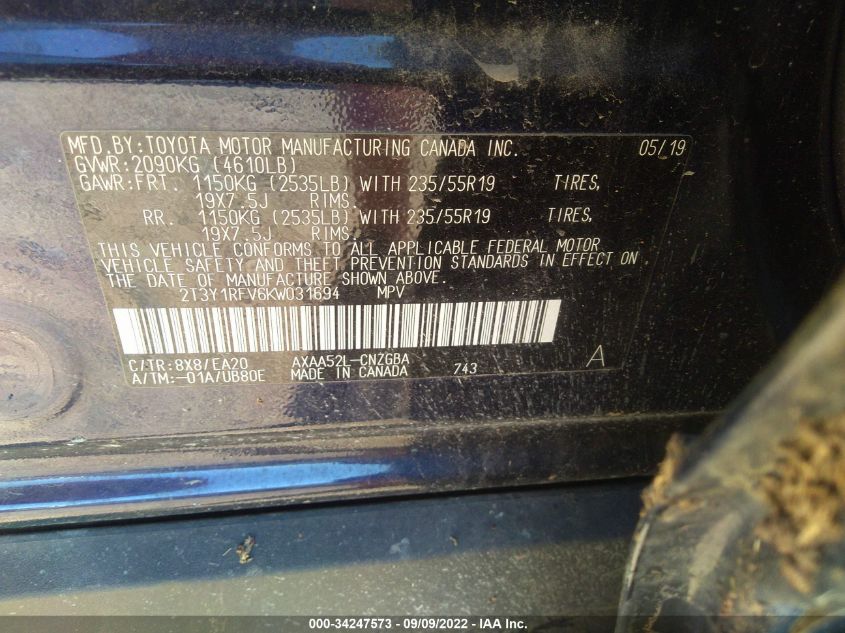 MFD.BY:TOYOTA MOTOR MANUFACTURING CANADA INC. 05/19
GVWR:2090KG (4610LB)
GAWR:FRT. 1150KG (2535LB) WITH 235/55R19 TIRES,
19X7.5J RIMS.
RR. 1150KG (2535LB) WITH 235/55R19 TIRES,
19X7.5J RIMS.
THIS VEHICLE CONFORMS TO ALL APPLICABLE FEDERAL MOTOR
VEHICLE SAFETY AND THEFT PREVENTION STANDARDS IN EFFECT ON
THE DATE OF MANUFACTURE SHOWN ABOVE.
2T3Y1RFV6KW031694 MPV
C/TR:8X8/EA20 AXAA52L-CNZGBA A
A/TM:-01A/UB80E MADE IN CANADA 743
000-34247573 - 09/09/2022 - IAA Inc.